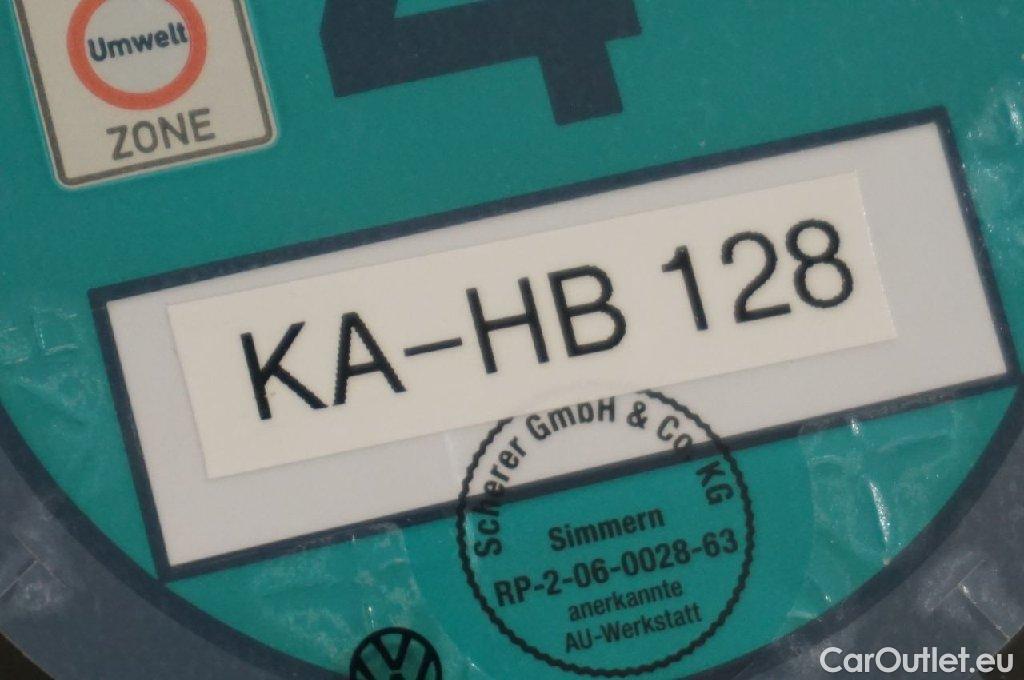 Umwelt
ZONE
4
KA-HB 128
Scherer GmbH & Co. KG
Simmern
RP-2-06-0028-63
anerkannte
AU-Werkstatt
CarOutlet.eu